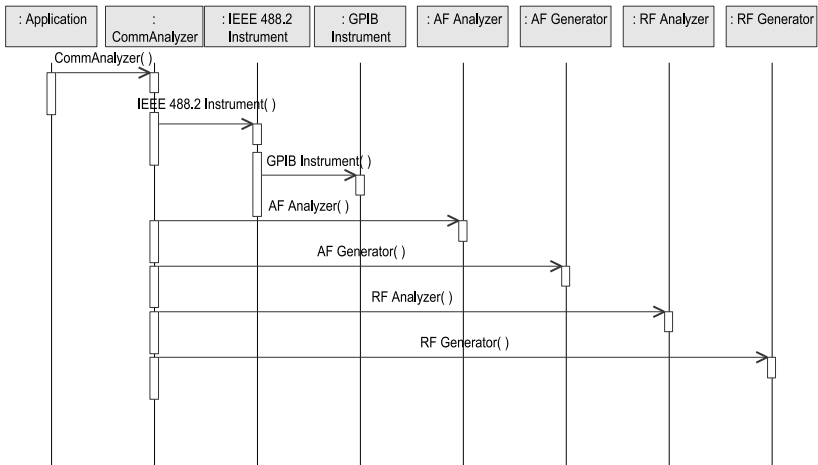 : Application
:
CommAnalyzer
: IEEE 488.2
Instrument
: GPIB
Instrument
: AF Analyzer
: AF Generator
: RF Analyzer
: RF Generator
CommAnalyzer( )
IEEE 488.2 Instrument( )
GPIB Instrument( )
AF Analyzer( )
AF Generator( )
RF Analyzer( )
RF Generator( )